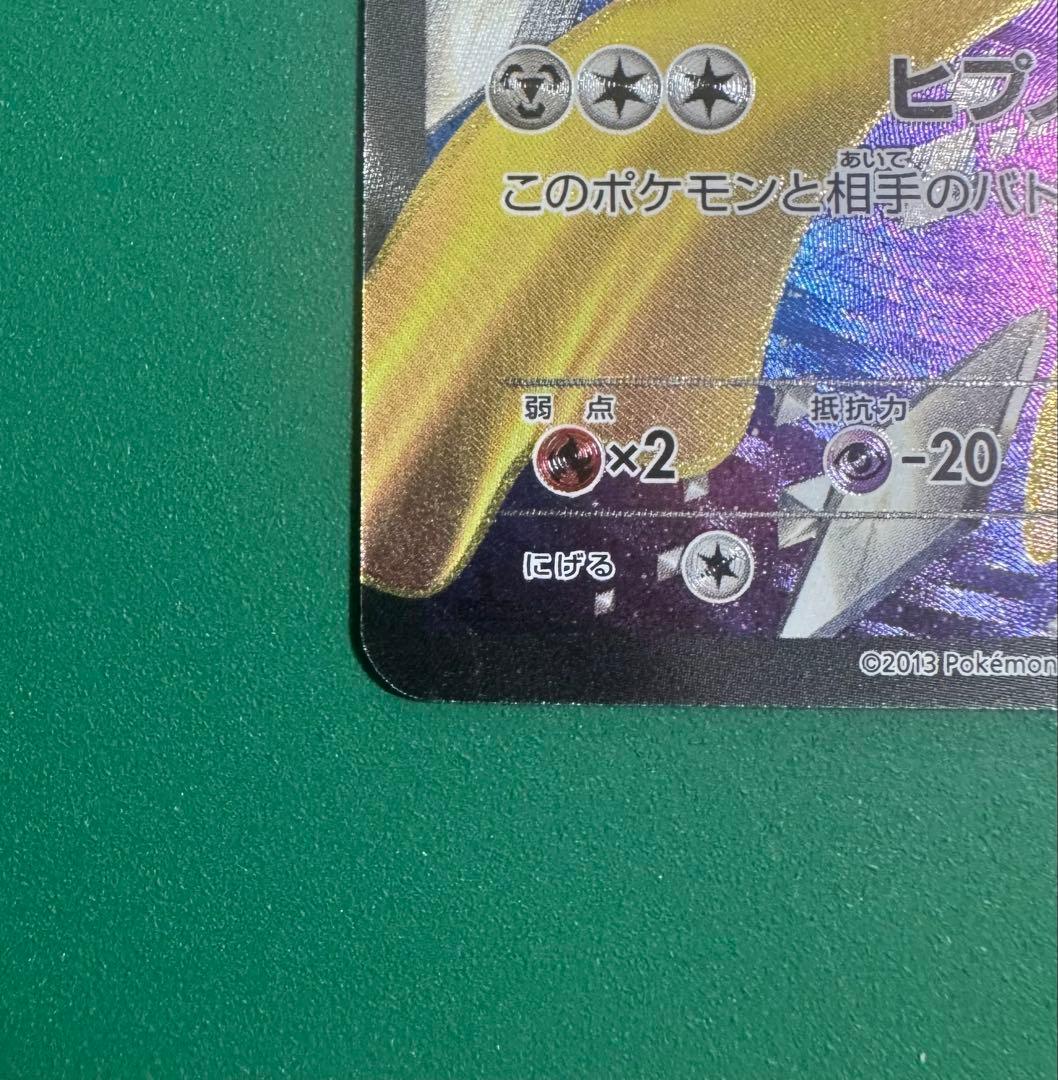 ヒプノ
あいて
このポケモンと相手のバト
弱 点
抵抗力
×2
-20
にげる
©2013 Pokémon